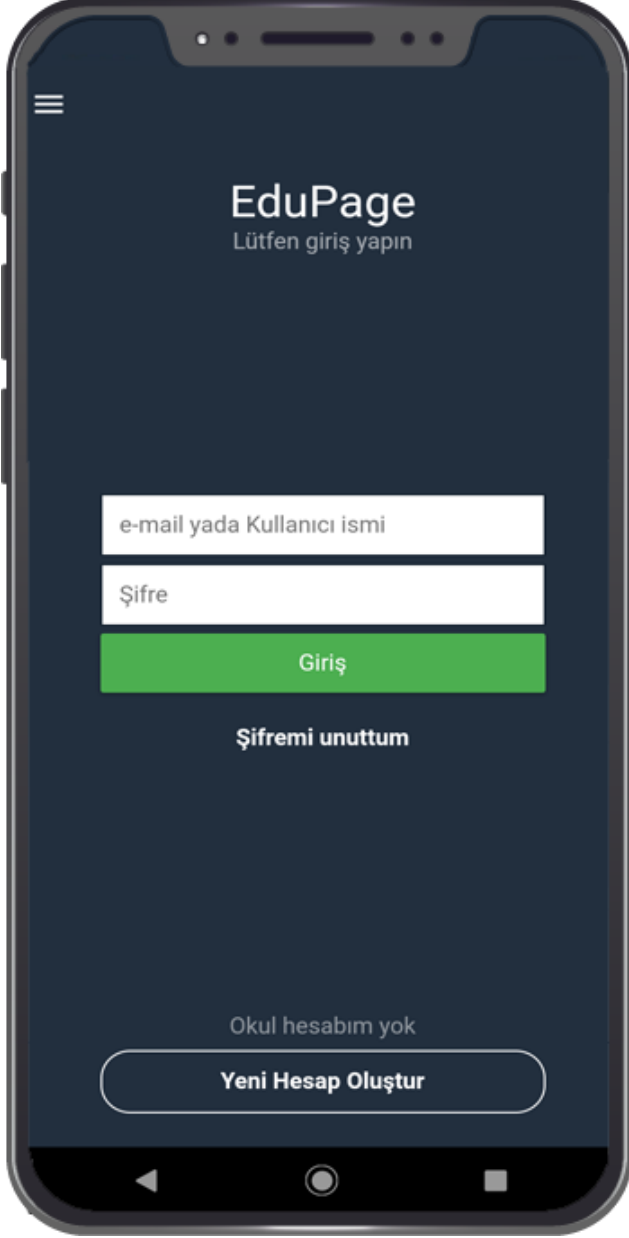 EduPage
Lütfen giriş yapın
e-mail yada Kullanıcı ismi
Şifre
Giriş
Şifremi unuttum
Okul hesabım yok
Yeni Hesap Oluştur